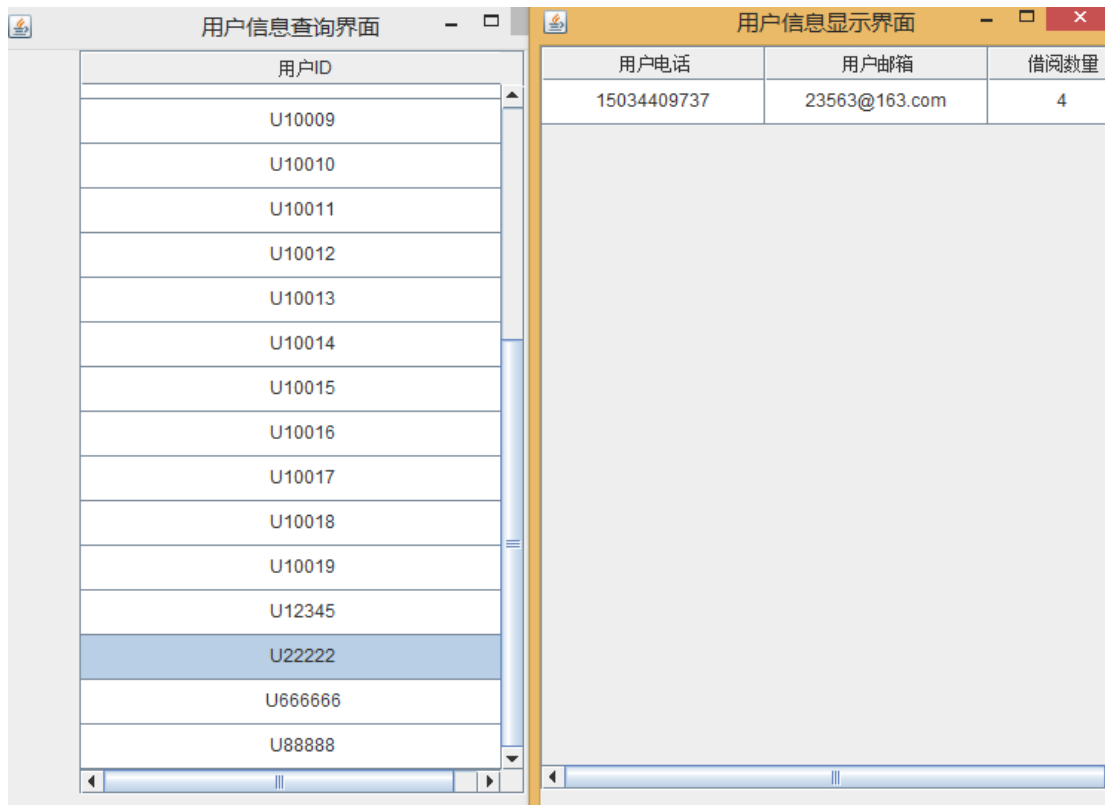 用户信息查询界面
用户ID
U10009
U10010
U10011
U10012
U10013
U10014
U10015
U10016
U10017
U10018
U10019
U12345
U22222
U666666
U88888
用户信息显示界面
用户电话 用户邮箱 借阅数量
15034409737 23563@163.com 4